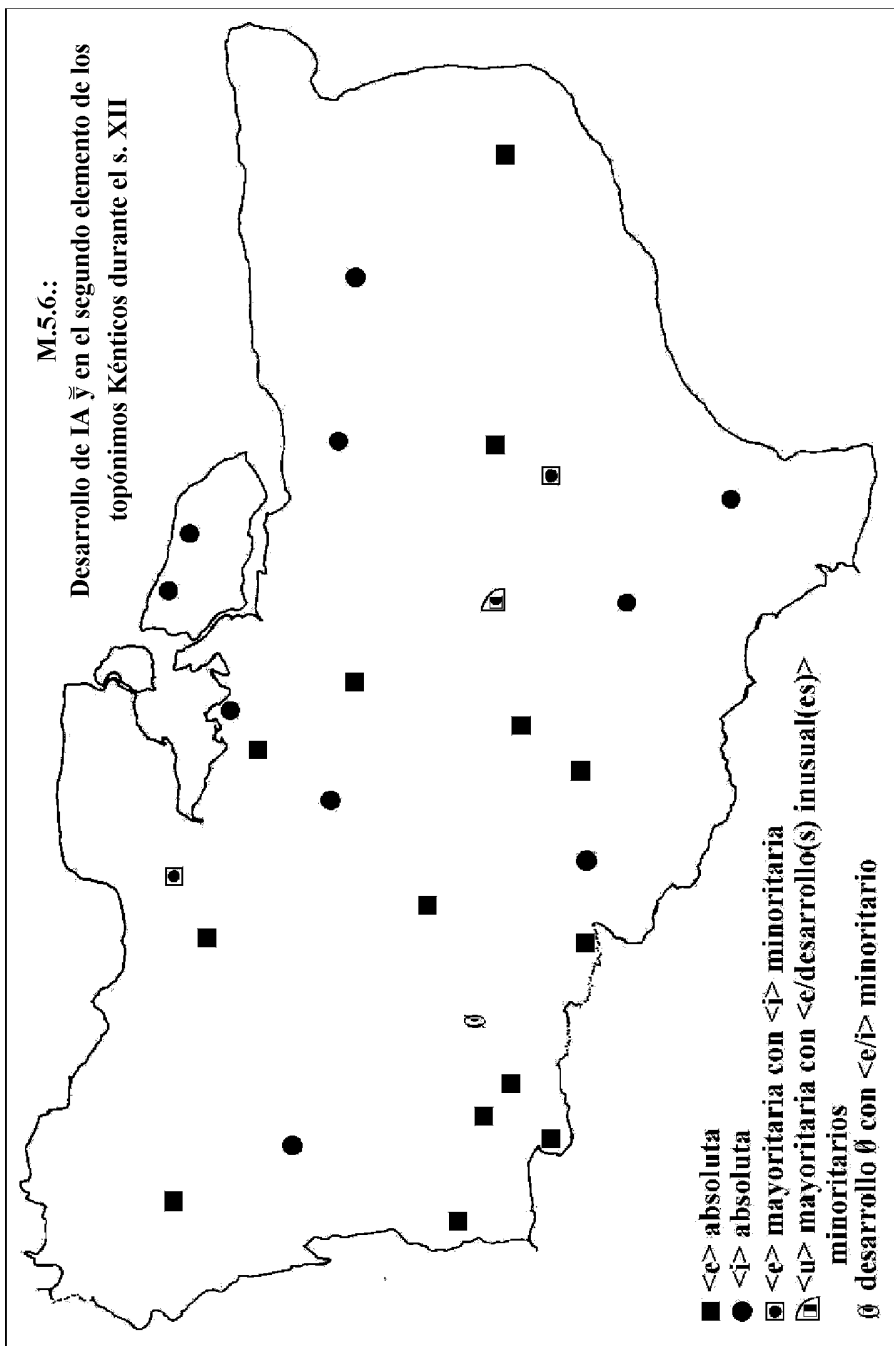 M.5.6.:
Desarrollo de IA y̆̄ en el segundo elemento de los
topónimos Kénticos durante el s. XII
<e> absoluta
<i> absoluta
<e> mayoritaria con <i> minoritaria
<u> mayoritaria con <e/desarrollo(s) inusual(es)>
minoritarios
Ø desarrollo Ø con <e/i> minoritario
Ø